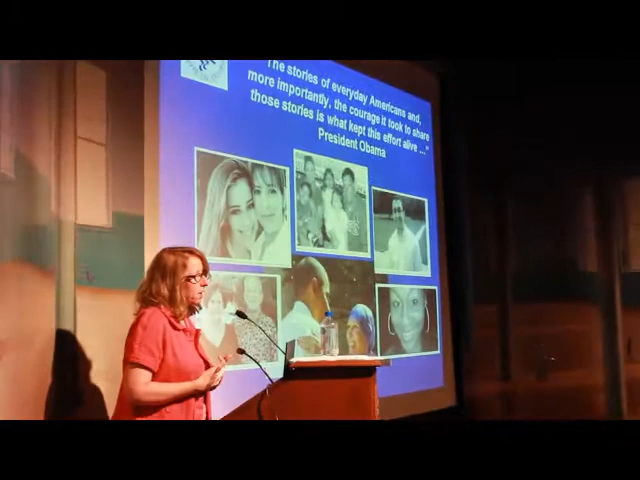 "The stories of everyday Americans and,
more importantly, the courage it took to share
those stories is what kept this effort alive ..."
President Obama